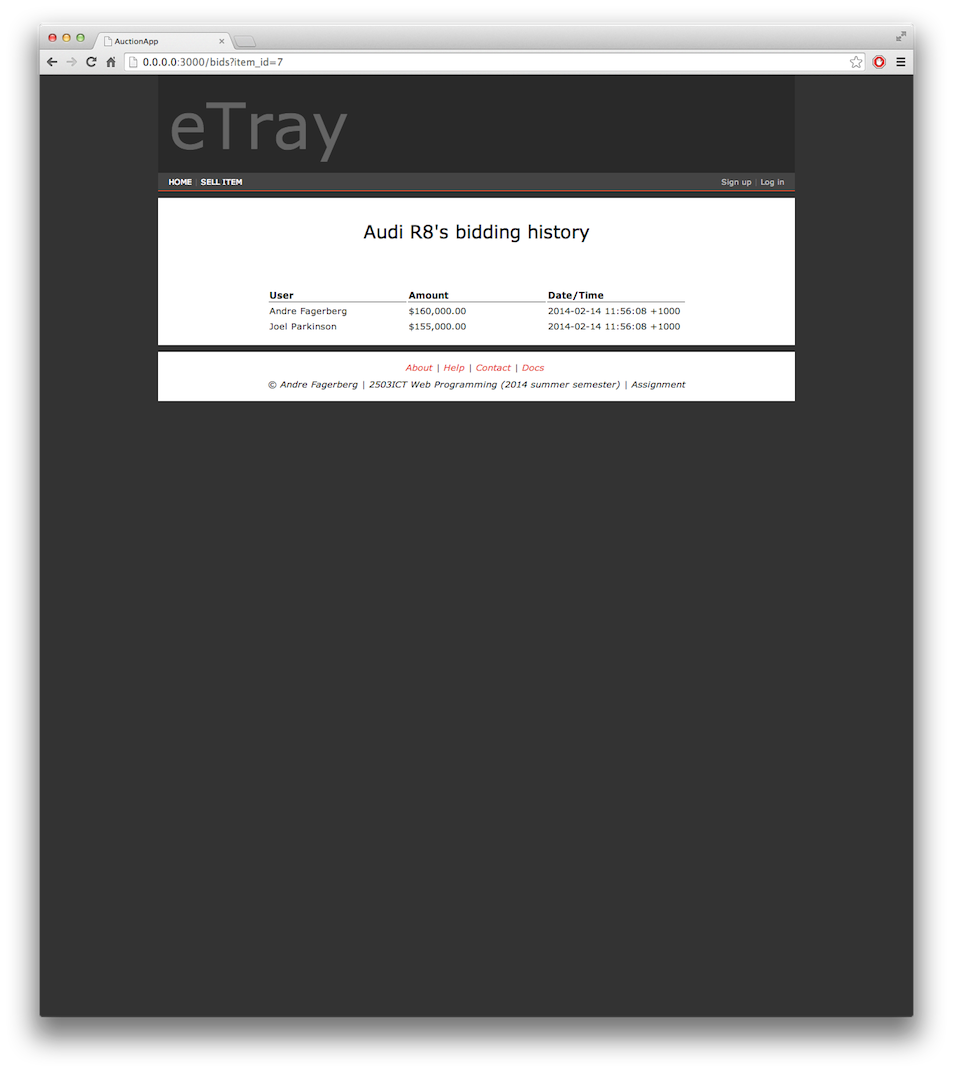 AuctionApp
0.0.0.0:3000/bids?item_id=7
eTray
HOME | SELL ITEM Sign up | Log in
Audi R8's bidding history
User Amount Date/Time
Andre Fagerberg $160,000.00 2014-02-14 11:56:08 +1000
Joel Parkinson $155,000.00 2014-02-14 11:56:08 +1000
About | Help | Contact | Docs
© Andre Fagerberg | 2503ICT Web Programming (2014 summer semester) | Assignment